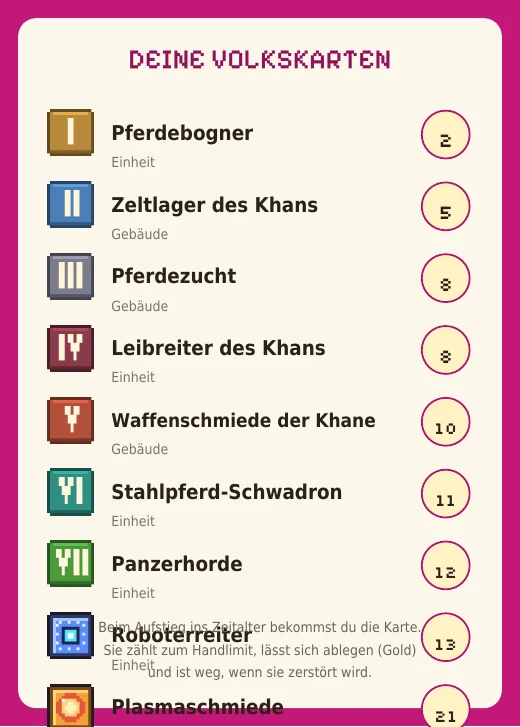 DEINE VOLKSKARTEN
I Pferdebogner 2
Einheit
II Zeltlager des Khans 5
Gebäude
III Pferdezucht 8
Gebäude
IV Leibreiter des Khans 8
Einheit
V Waffenschmiede der Khane 10
Gebäude
VI Stahlpferd-Schwadron 11
Einheit
VII Panzerhorde 12
Einheit
Beim Aufstieg ins Zeitalter bekommst du die Karte.
Roboterreiter 13
Sie zählt zum Handlimit, lässt sich ablegen (Gold)
Einheit
und ist weg, wenn sie zerstört wird.
Plasmaschmiede 21